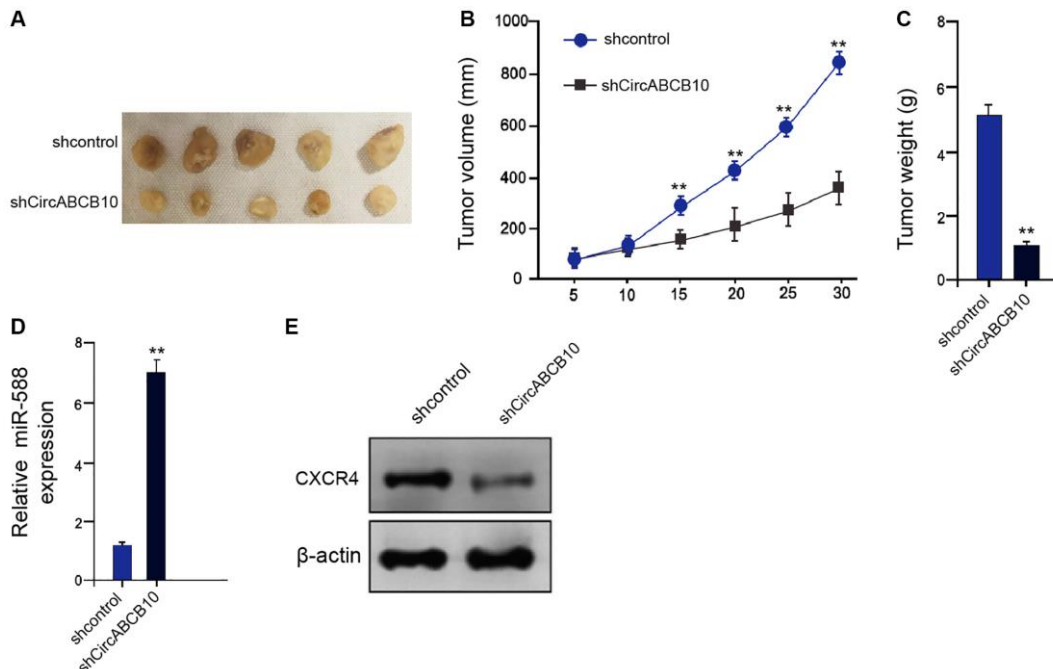 A
shcontrol
shCircABCB10
B
Tumor volume (mm)
1000
800
600
400
200
0
shcontrol
shCircABCB10
**
**
**
**
5 10 15 20 25 30
C
Tumor weight (g)
8
6
4
2
0
**
shcontrol
shCircABCB10
D
Relative miR-588
expression
8
6
4
2
0
**
shcontrol
shCircABCB10
E
shcontrol
shCircABCB10
CXCR4
β-actin